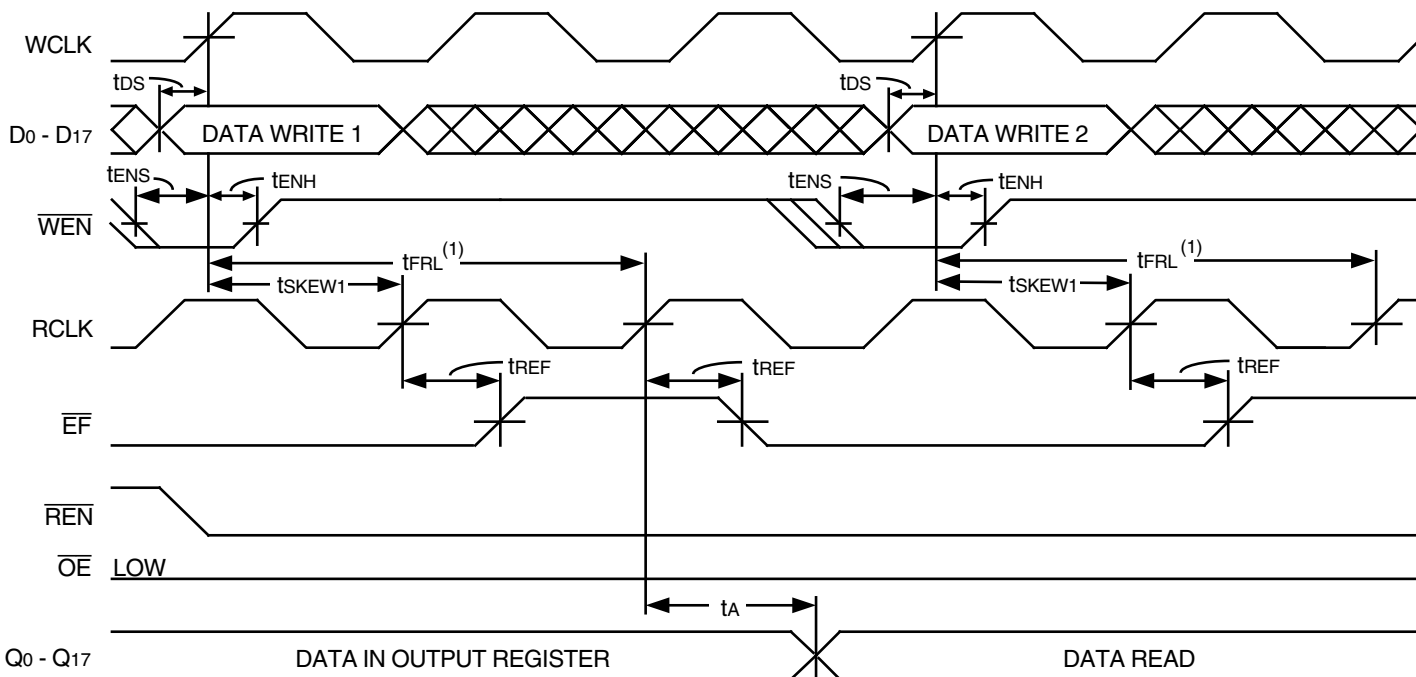 WCLK
tDS
tDS
D0 - D17
DATA WRITE 1
DATA WRITE 2
tENS
tENH
tENS
tENH
WEN
tFRL(1)
tFRL(1)
tSKEW1
tSKEW1
RCLK
tREF
tREF
tREF
EF
REN
OE
LOW
tA
Q0 - Q17
DATA IN OUTPUT REGISTER
DATA READ